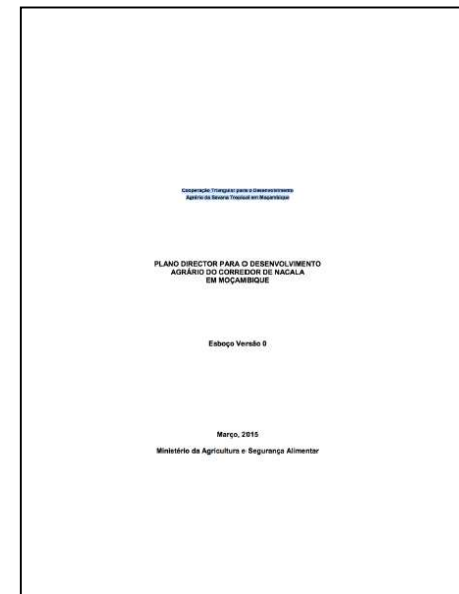 Cooperação Triangular para o Desenvolvimento
Agrário da Savana Tropical em Moçambique
PLANO DIRECTOR PARA O DESENVOLVIMENTO
AGRÁRIO DO CORREDOR DE NACALA
EM MOÇAMBIQUE
Esboço Versão 0
Março, 2015
Ministério da Agricultura e Segurança Alimentar